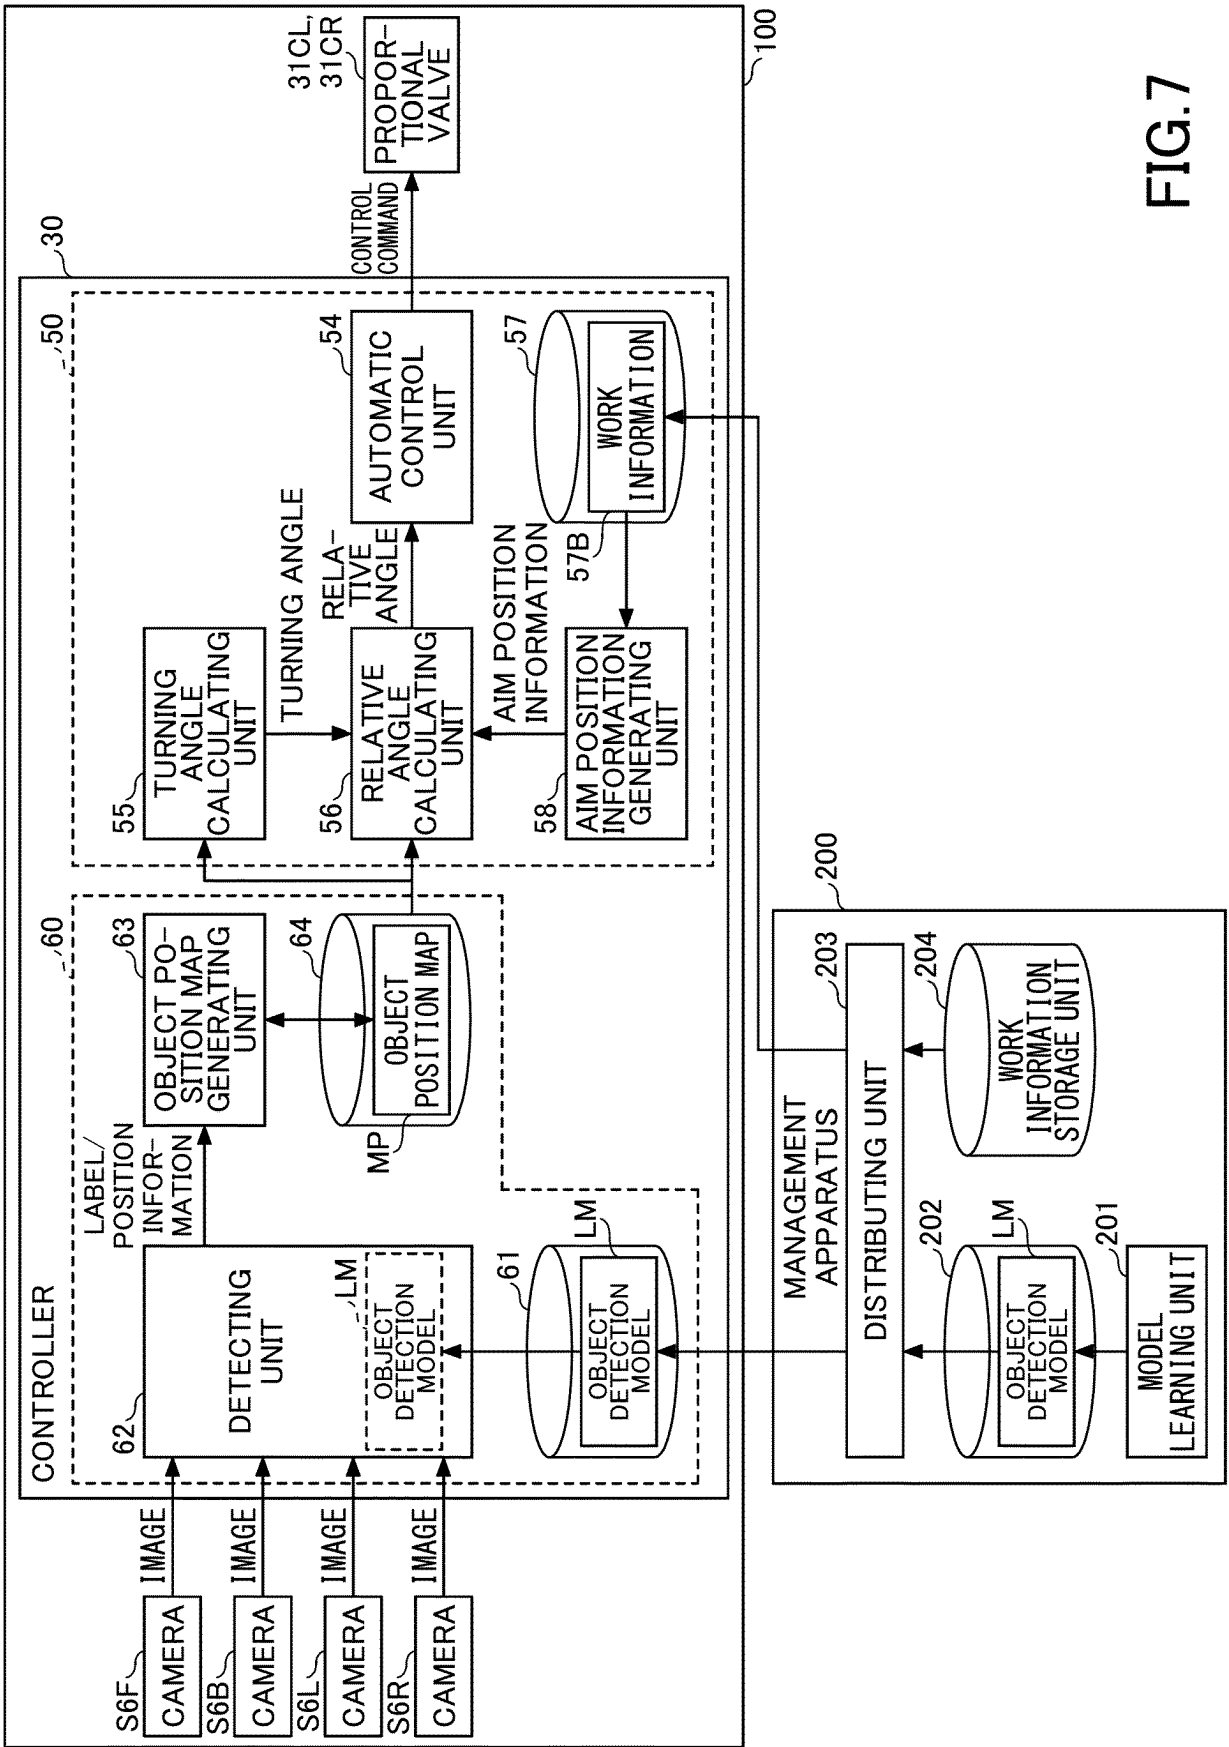 100
CONTROLLER
30
60
50
S6F
CAMERA
IMAGE
S6B
CAMERA
IMAGE
S6L
CAMERA
IMAGE
S6R
CAMERA
IMAGE
62
DETECTING
UNIT
LM
OBJECT
DETECTION
MODEL
61
LM
OBJECT
DETECTION
MODEL
LABEL/
POSITION
INFOR-
MATION
63
OBJECT PO-
SITION MAP
GENERATING
UNIT
64
MP
OBJECT
POSITION MAP
55
TURNING
ANGLE
CALCULATING
UNIT
TURNING ANGLE
56
RELATIVE
ANGLE
CALCULATING
UNIT
RELA-
TIVE
ANGLE
54
AUTOMATIC
CONTROL
UNIT
CONTROL
COMMAND
31CL,
31CR
PROPOR-
TIONAL
VALVE
58
AIM POSITION
INFORMATION
GENERATING
UNIT
AIM POSITION
INFORMATION
57
57B
WORK
INFORMATION
200
MANAGEMENT
APPARATUS
203
DISTRIBUTING UNIT
202
LM
OBJECT
DETECTION
MODEL
201
MODEL
LEARNING UNIT
204
WORK
INFORMATION
STORAGE UNIT
FIG.7